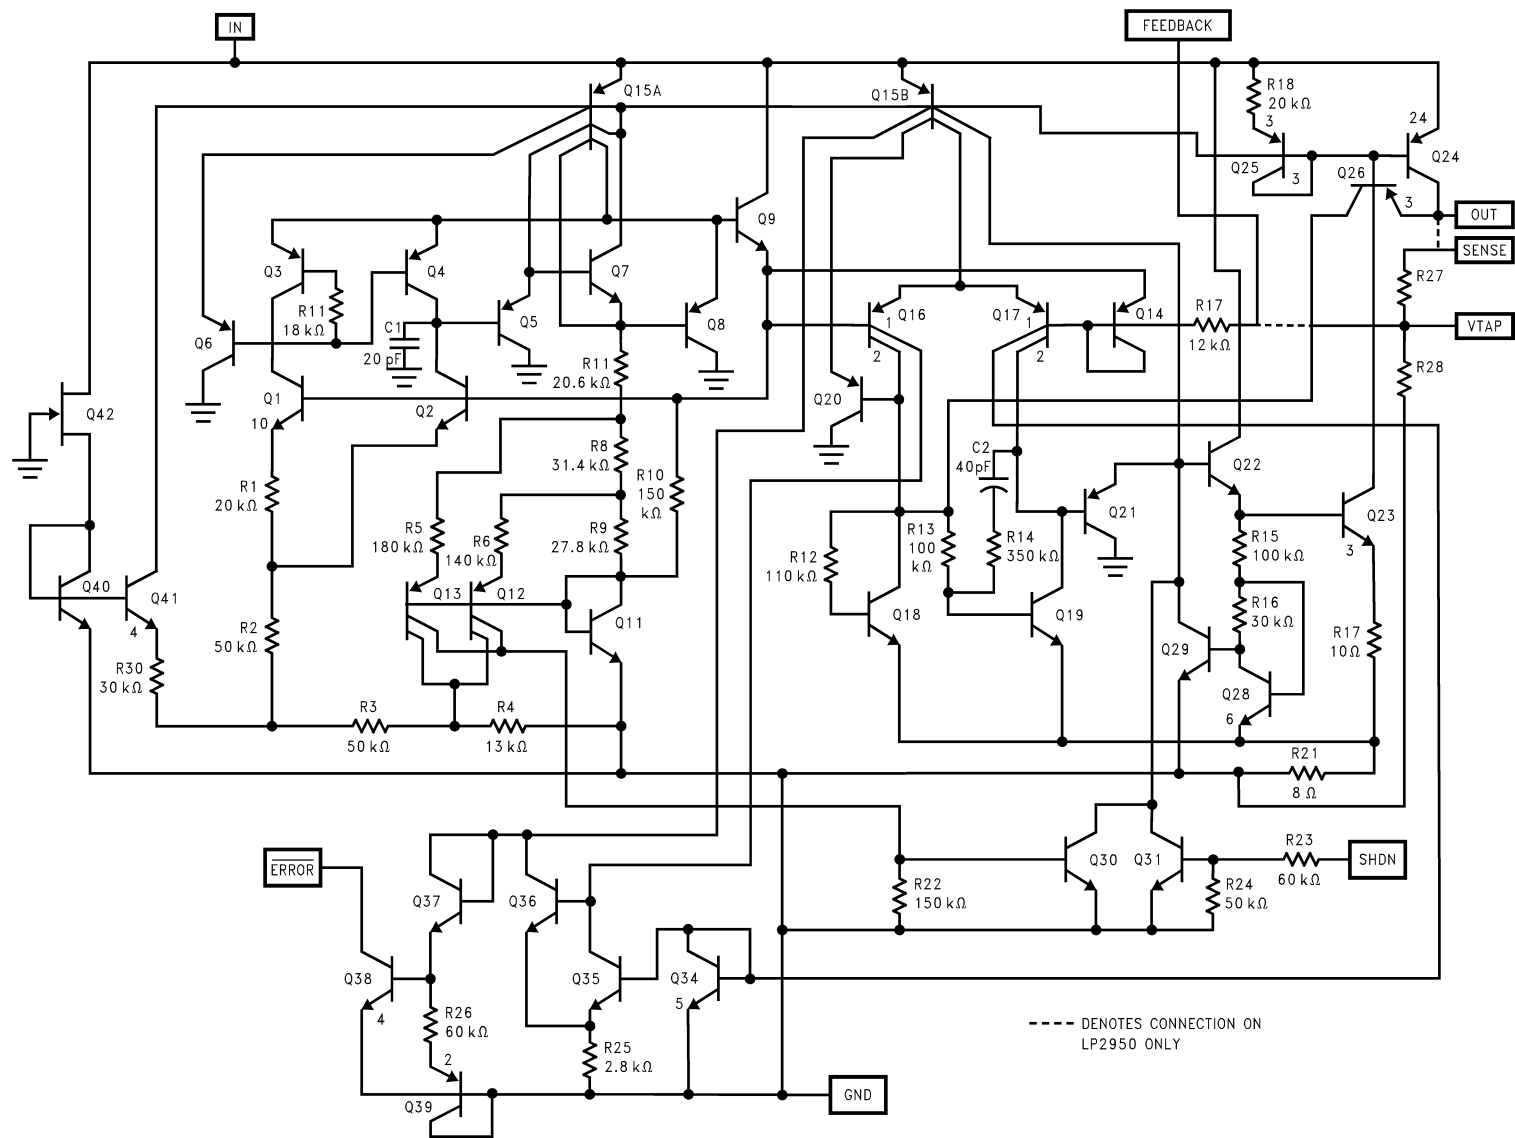 IN
FEEDBACK
Q15A
Q15B
R18
20 kΩ
3
Q25
3
24
Q24
Q26
3
OUT
SENSE
Q9
Q3
Q4
Q7
R11
18 kΩ
C1
20 pF
Q5
Q6
Q8
Q16
1
2
Q17
1
2
Q14
R17
12 kΩ
R27
VTAP
R28
R11
20.6 kΩ
Q42
Q1
10
Q2
Q20
R8
31.4 kΩ
R10
150
kΩ
C2
40pF
Q22
R1
20 kΩ
R5
180 kΩ
R6
140 kΩ
R9
27.8 kΩ
Q21
Q23
3
R12
110 kΩ
R13
100
kΩ
R14
350 kΩ
R15
100 kΩ
Q40
Q41
4
Q13
Q12
Q11
Q18
Q19
R16
30 kΩ
R2
50 kΩ
R30
30 kΩ
Q29
Q28
6
R17
10Ω
R3
50 kΩ
R4
13 kΩ
R21
8 Ω
ERROR
Q37
Q36
Q30
Q31
R23
60 kΩ
SHDN
R22
150 kΩ
R24
50 kΩ
Q38
4
Q35
Q34
5
R26
60 kΩ
2
R25
2.8 kΩ
Q39
GND
DENOTES CONNECTION ON
LP2950 ONLY